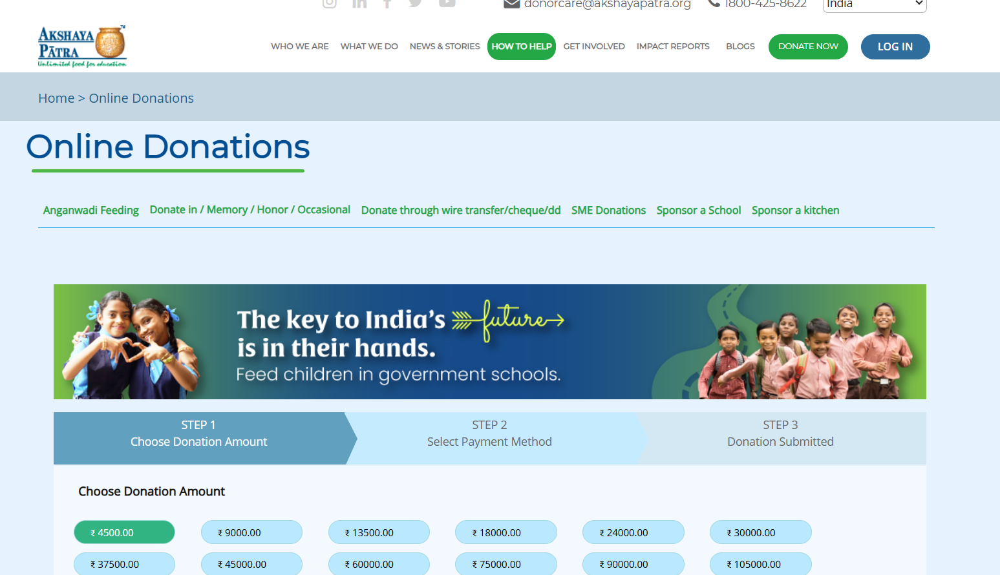 donorcare@akshayapatra.org 1800-425-8622 India
AKSHAYA
PĀTRA
TM
Unlimited food for education
WHO WE ARE WHAT WE DO NEWS & STORIES HOW TO HELP GET INVOLVED IMPACT REPORTS BLOGS DONATE NOW LOG IN
Home > Online Donations
Online Donations
Anganwadi Feeding Donate in / Memory / Honor / Occasional Donate through wire transfer/cheque/dd SME Donations Sponsor a School Sponsor a kitchen
The key to India's future
is in their hands.
Feed children in government schools.
STEP 1
Choose Donation Amount
STEP 2
Select Payment Method
STEP 3
Donation Submitted
Choose Donation Amount
₹ 4500.00 ₹ 9000.00 ₹ 13500.00 ₹ 18000.00 ₹ 24000.00 ₹ 30000.00
₹ 37500.00 ₹ 45000.00 ₹ 60000.00 ₹ 75000.00 ₹ 90000.00 ₹ 105000.00